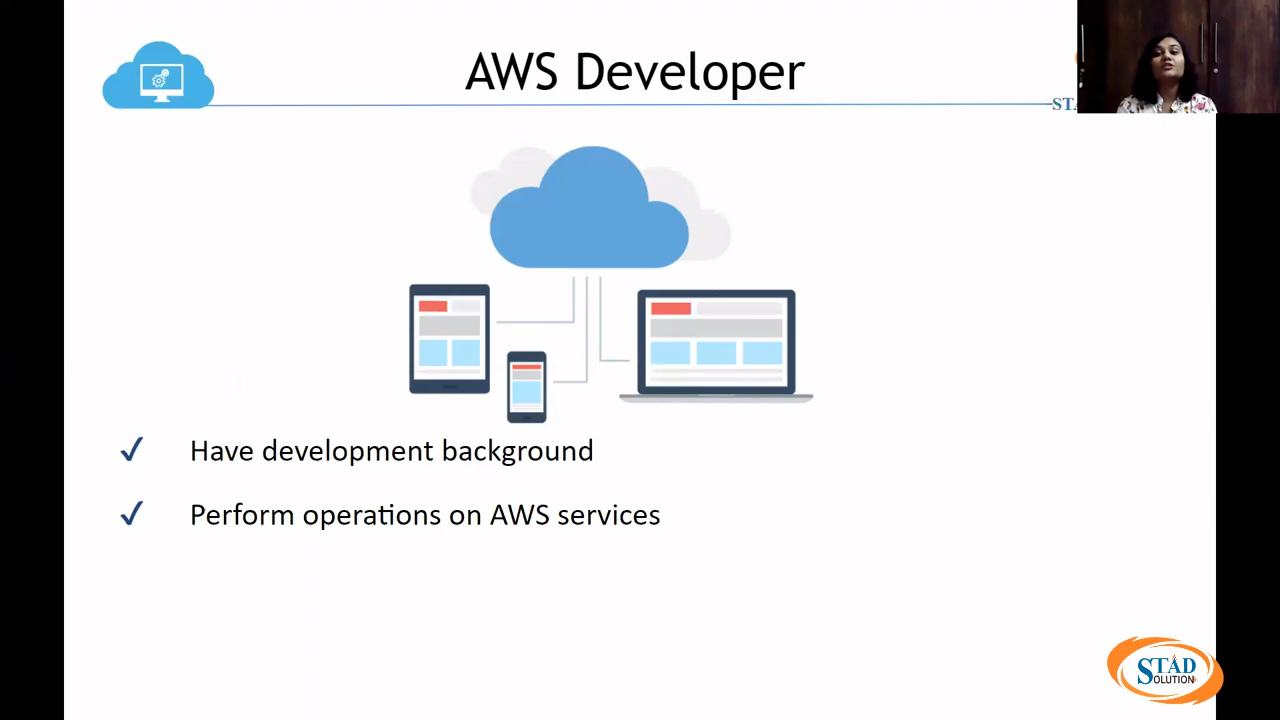 AWS Developer
✓ Have development background
✓ Perform operations on AWS services
STAD
SOLUTION